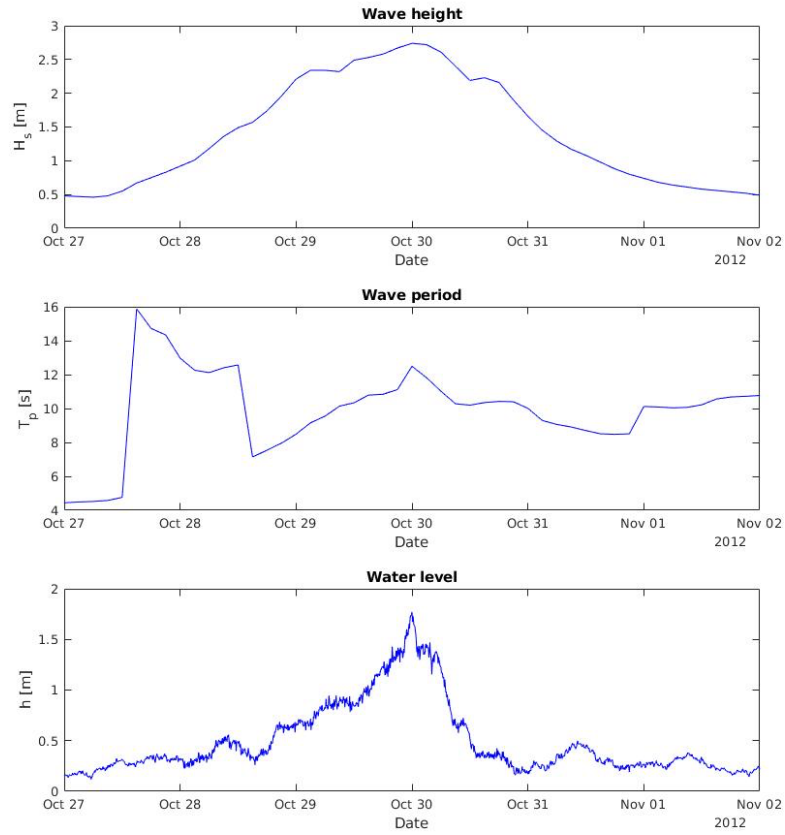 Wave height
H_s [m]
3
2.5
2
1.5
1
0.5
0
Oct 27 Oct 28 Oct 29 Oct 30 Oct 31 Nov 01 Nov 02
Date 2012
Wave period
T_p [s]
16
14
12
10
8
6
4
Oct 27 Oct 28 Oct 29 Oct 30 Oct 31 Nov 01 Nov 02
Date 2012
Water level
h [m]
2
1.5
1
0.5
0
Oct 27 Oct 28 Oct 29 Oct 30 Oct 31 Nov 01 Nov 02
Date 2012